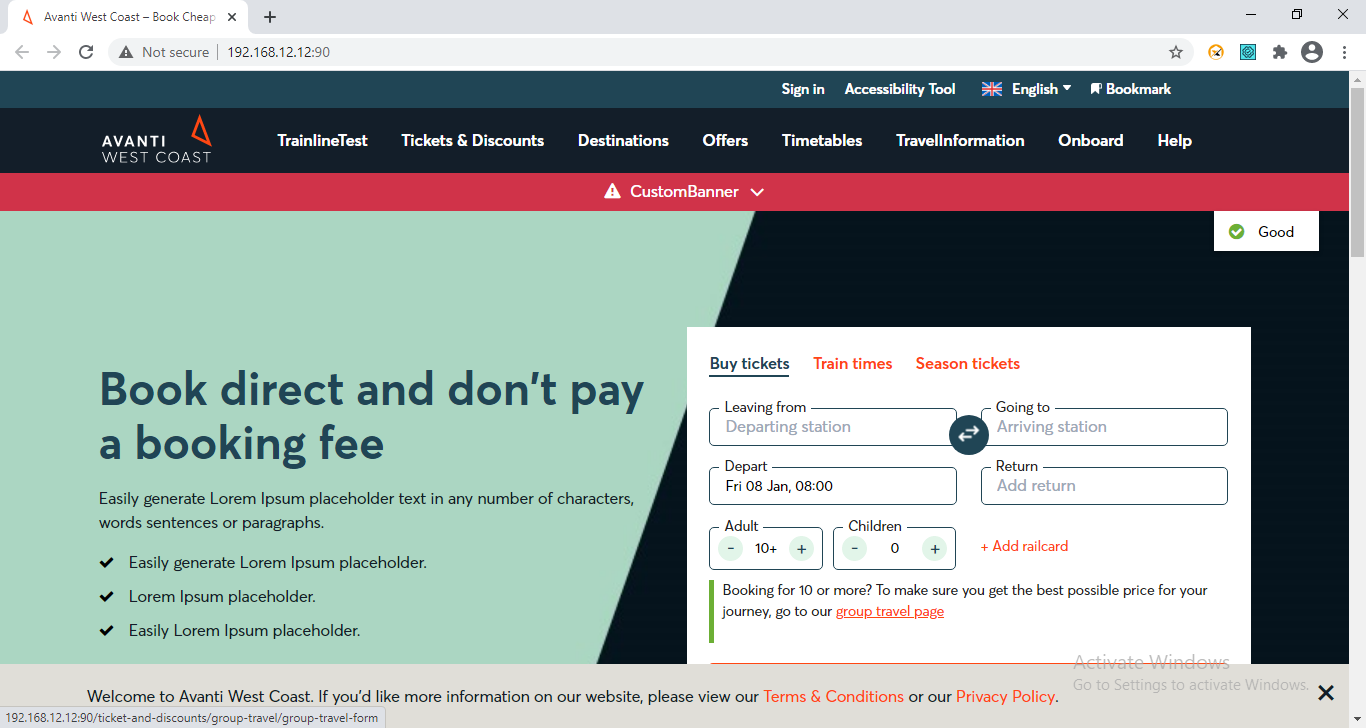 Avanti West Coast – Book Cheap
Not secure
192.168.12.12:90
Sign in
Accessibility Tool
English
Bookmark
AVANTI
WEST COAST
TrainlineTest
Tickets & Discounts
Destinations
Offers
Timetables
TravelInformation
Onboard
Help
CustomBanner
Good
Book direct and don't pay
a booking fee
Easily generate Lorem Ipsum placeholder text in any number of characters,
words sentences or paragraphs.
Easily generate Lorem Ipsum placeholder.
Lorem Ipsum placeholder.
Easily Lorem Ipsum placeholder.
Buy tickets
Train times
Season tickets
Leaving from
Departing station
Going to
Arriving station
Depart
Fri 08 Jan, 08:00
Return
Add return
Adult
- 10+ +
Children
- 0 +
+ Add railcard
Booking for 10 or more? To make sure you get the best possible price for your
journey, go to our group travel page
Activate Windows
Go to Settings to activate Windows.
Welcome to Avanti West Coast. If you'd like more information on our website, please view our Terms & Conditions or our Privacy Policy.
192.168.12.12:90/ticket-and-discounts/group-travel/group-travel-form